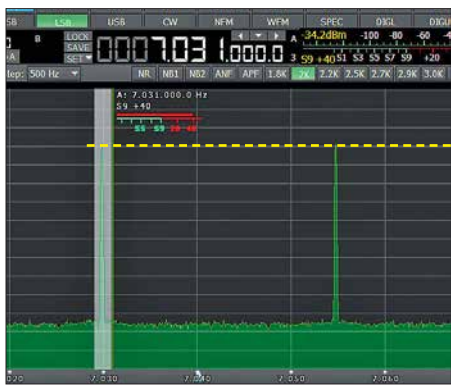 SB LSB USB CW NFM WFM SPEC DIGL DIGU
B LOCK 0007.031.000.0 A -34.2dBm -100 -80 -60 -4
A SAVE
SET 3 S9 +40 S1 S3 S5 S7 S9 +20
tep: 500 Hz NR NB1 NB2 ANF APF 1.8K 2K 2.2K 2.5K 2.7K 2.9K 3.0K
A: 7.031.000.0 Hz
S9 +40
S5 S9 20 40
.020 7.030 7.040 7.050 7.060